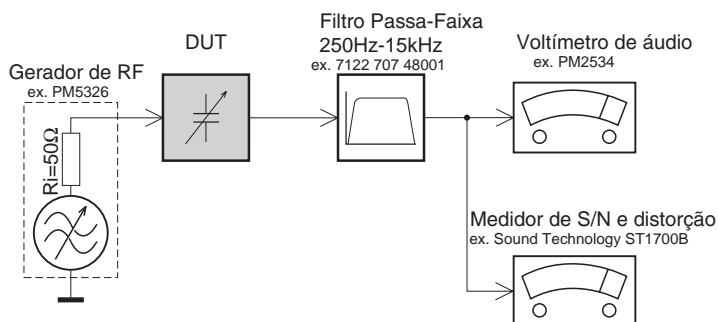 Filtro Passa-Faixa
250Hz-15kHz
ex. 7122 707 48001
DUT
Voltímetro de áudio
ex. PM2534
Gerador de RF
ex. PM5326
Ri=50Ω
Medidor de S/N e distorção
ex. Sound Technology ST1700B